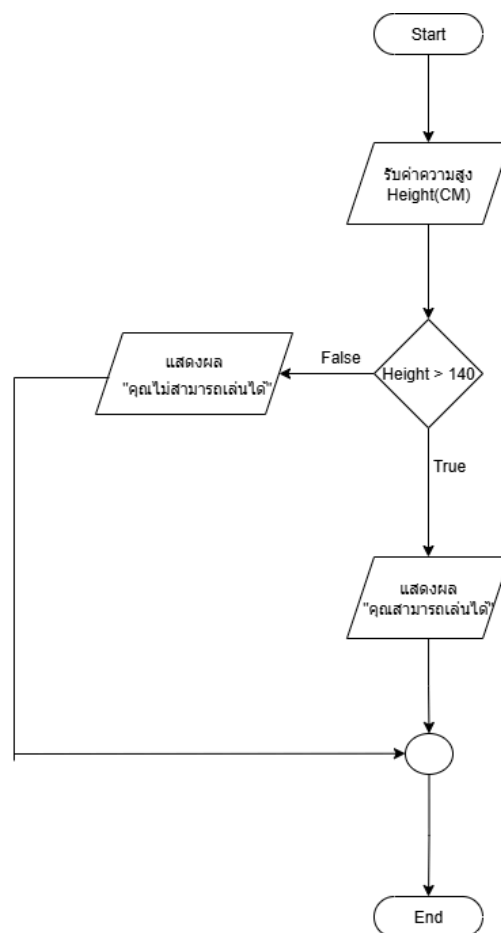 Start
รับค่าความสูง
Height(CM)
False
Height > 140
แสดงผล
"คุณไม่สามารถเล่นได้"
True
แสดงผล
"คุณสามารถเล่นได้"
End